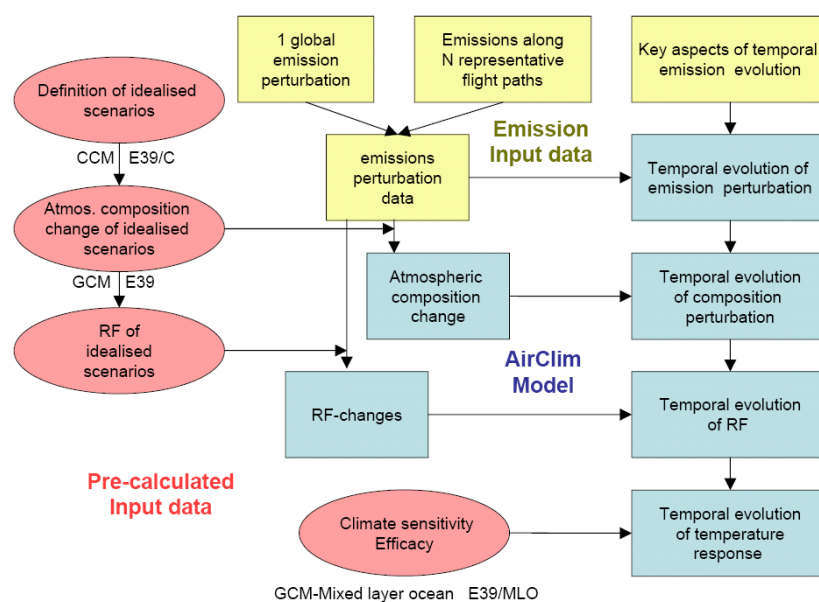 1 global
emission
perturbation
Emissions along
N representative
flight paths
Key aspects of temporal
emission evolution
Definition of idealised
scenarios
Emission
Input data
CCM E39/C
emissions
perturbation
data
Temporal evolution of
emission perturbation
Atmos. composition
change of idealised
scenarios
GCM E39
Atmospheric
composition
change
Temporal evolution
of composition
perturbation
RF of
idealised
scenarios
AirClim
Model
RF-changes
Temporal evolution
of RF
Pre-calculated
Input data
Climate sensitivity
Efficacy
Temporal evolution
of temperature
response
GCM-Mixed layer ocean E39/MLO